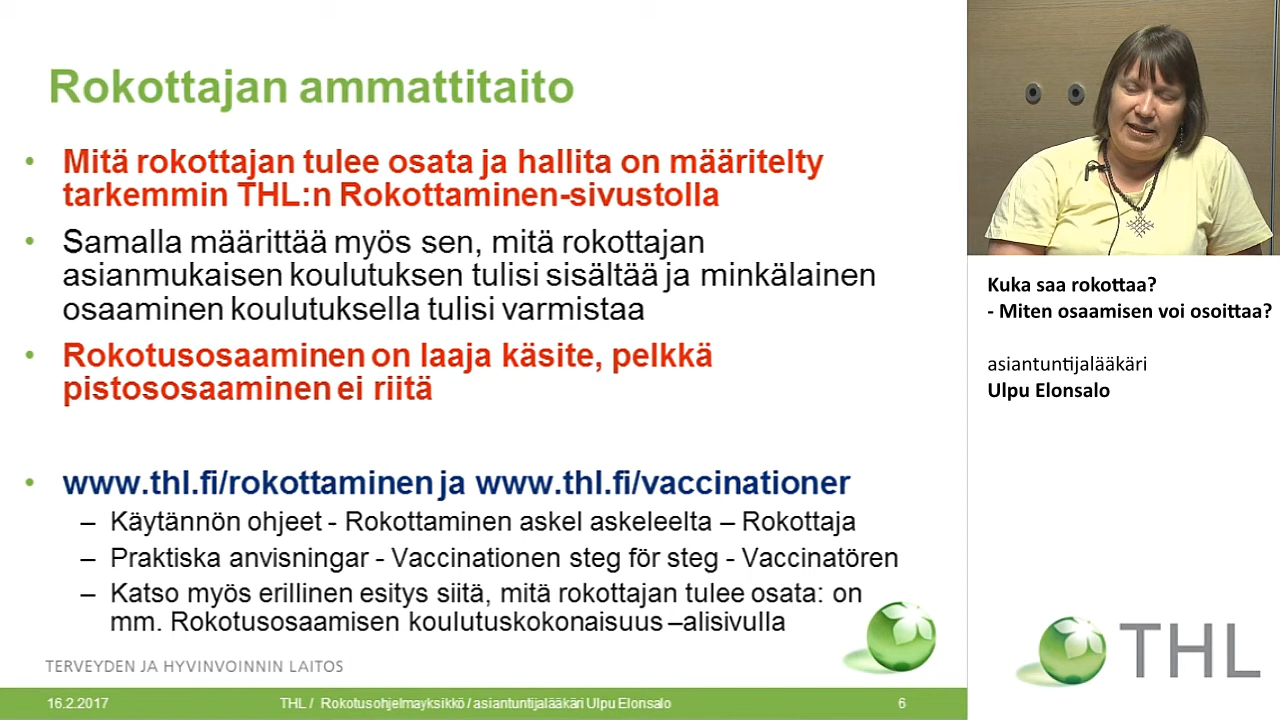 Rokottajan ammattitaito
• Mitä rokottajan tulee osata ja hallita on määritelty
tarkemmin THL:n Rokottaminen-sivustolla
• Samalla määrittää myös sen, mitä rokottajan
asianmukaisen koulutuksen tulisi sisältää ja minkälainen
osaaminen koulutuksella tulisi varmistaa
• Rokotusosaaminen on laaja käsite, pelkkä
pistososaaminen ei riitä
• www.thl.fi/rokottaminen ja www.thl.fi/vaccinationer
– Käytännön ohjeet - Rokottaminen askel askeleelta – Rokottaja
– Praktiska anvisningar - Vaccinationen steg för steg - Vaccinatören
– Katso myös erillinen esitys siitä, mitä rokottajan tulee osata: on
mm. Rokotusosaamisen koulutuskokonaisuus –alisivulla
TERVEYDEN JA HYVINVOINNIN LAITOS
16.2.2017 THL / Rokotusohjelmayksikkö / asiantuntijalääkäri Ulpu Elonsalo 6
Kuka saa rokottaa?
- Miten osaamisen voi osoittaa?
asiantuntijalääkäri
Ulpu Elonsalo
THL